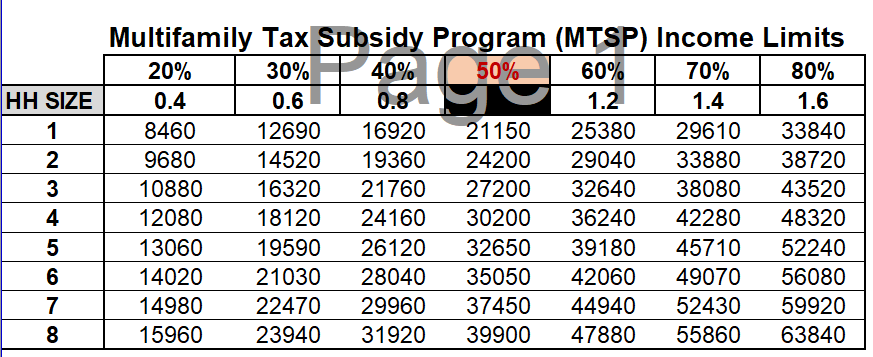 Multifamily Tax Subsidy Program (MTSP) Income Limits
Page 1
20% 30% 40% 50% 60% 70% 80%
HH SIZE 0.4 0.6 0.8 1.2 1.4 1.6
1 8460 12690 16920 21150 25380 29610 33840
2 9680 14520 19360 24200 29040 33880 38720
3 10880 16320 21760 27200 32640 38080 43520
4 12080 18120 24160 30200 36240 42280 48320
5 13060 19590 26120 32650 39180 45710 52240
6 14020 21030 28040 35050 42060 49070 56080
7 14980 22470 29960 37450 44940 52430 59920
8 15960 23940 31920 39900 47880 55860 63840